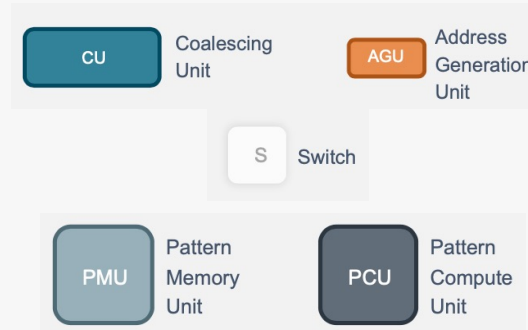 CU
Coalescing
Unit
AGU
Address
Generation
Unit
S
Switch
PMU
Pattern
Memory
Unit
PCU
Pattern
Compute
Unit